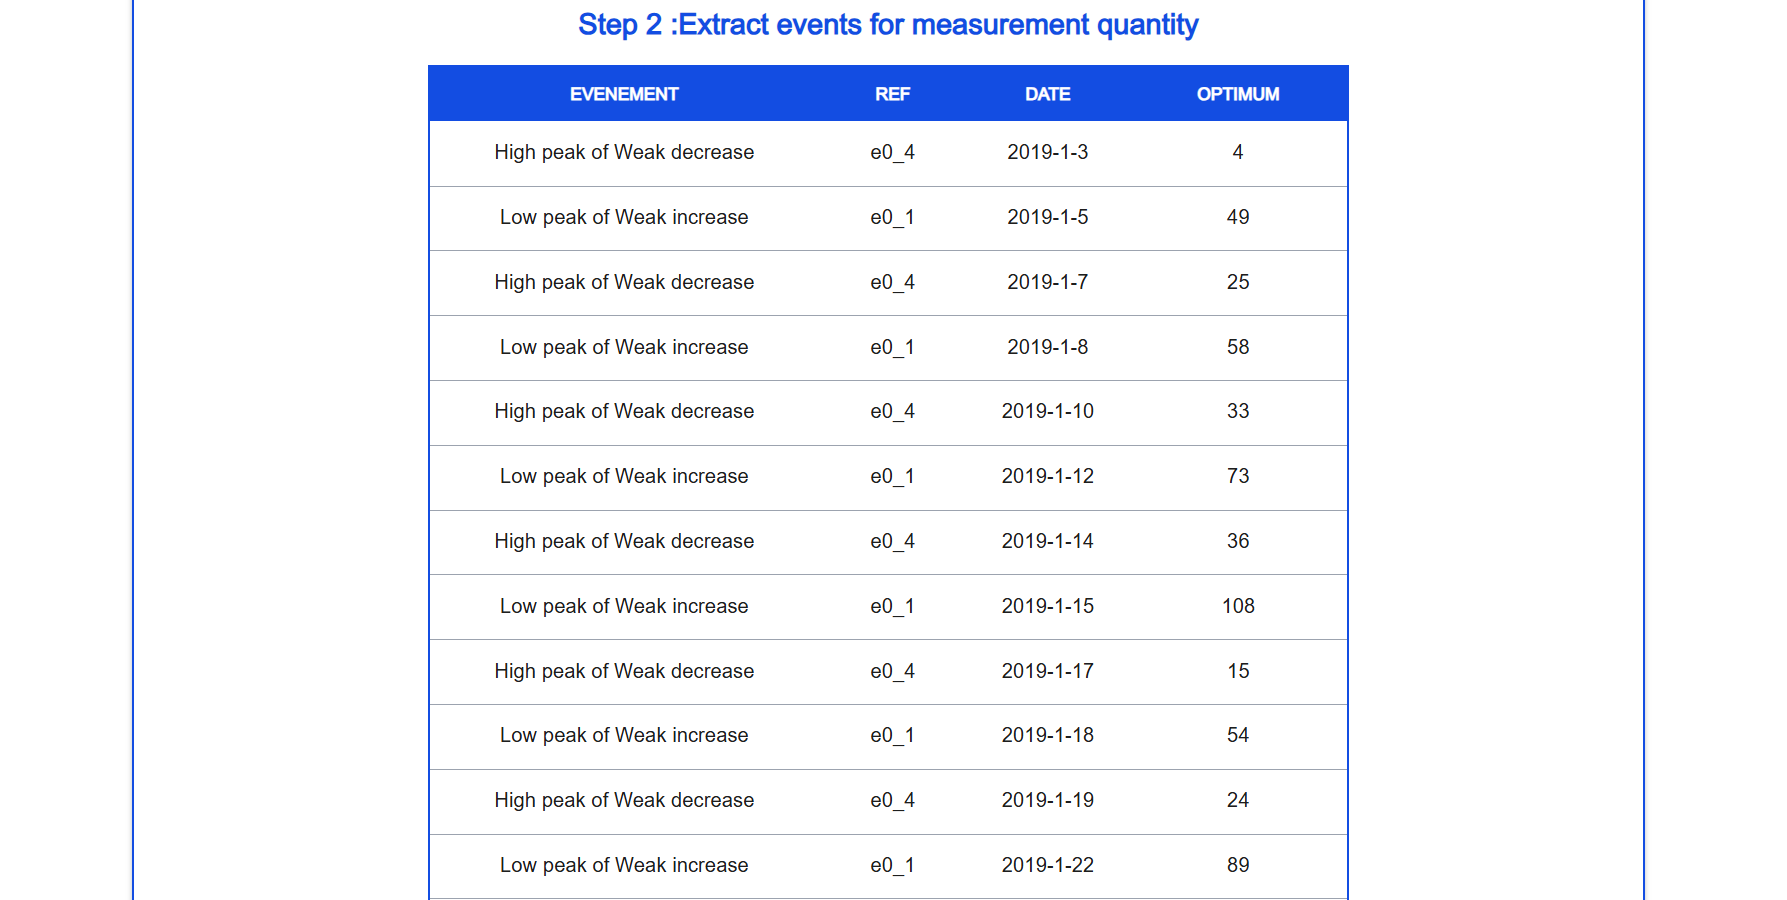 Step 2 :Extract events for measurement quantity
EVENEMENT REF DATE OPTIMUM
High peak of Weak decrease e0_4 2019-1-3 4
Low peak of Weak increase e0_1 2019-1-5 49
High peak of Weak decrease e0_4 2019-1-7 25
Low peak of Weak increase e0_1 2019-1-8 58
High peak of Weak decrease e0_4 2019-1-10 33
Low peak of Weak increase e0_1 2019-1-12 73
High peak of Weak decrease e0_4 2019-1-14 36
Low peak of Weak increase e0_1 2019-1-15 108
High peak of Weak decrease e0_4 2019-1-17 15
Low peak of Weak increase e0_1 2019-1-18 54
High peak of Weak decrease e0_4 2019-1-19 24
Low peak of Weak increase e0_1 2019-1-22 89